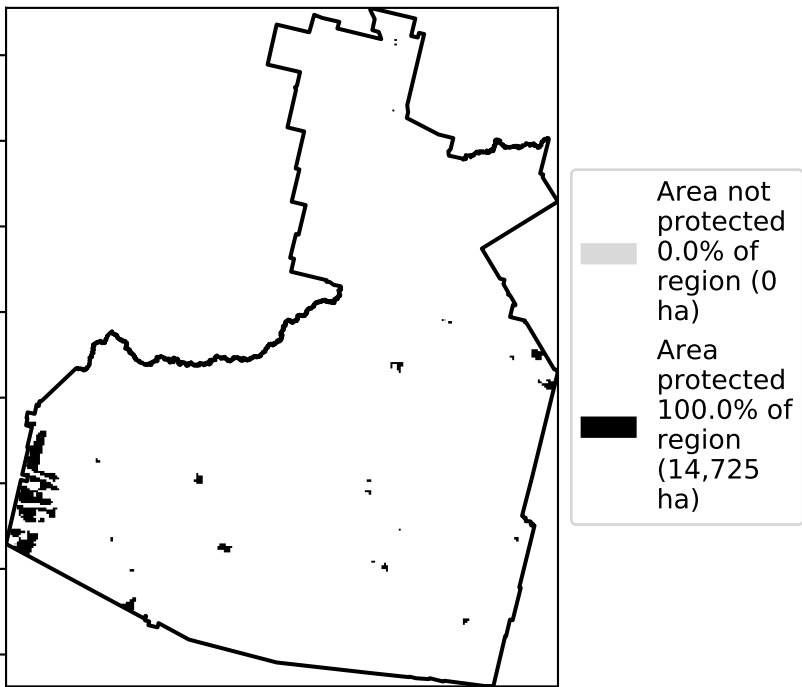 Area not
protected
0.0% of
region (0
ha)
Area
protected
100.0% of
region
(14,725
ha)